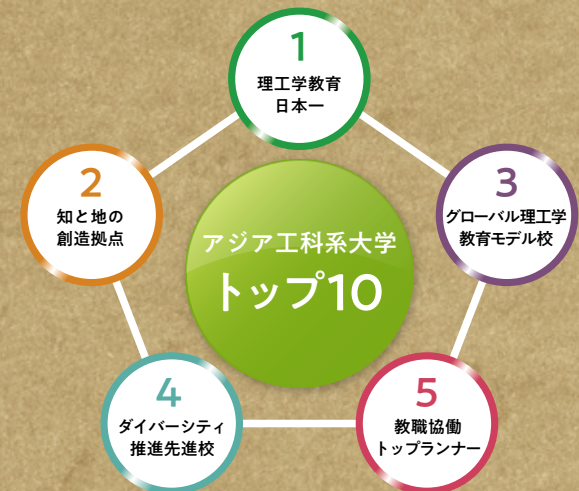 1
理工学教育
日本一
2
知と地の
創造拠点
3
グローバル理工学
教育モデル校
アジア工科系大学
トップ10
4
ダイバーシティ
推進先進校
5
教職協働
トップランナー